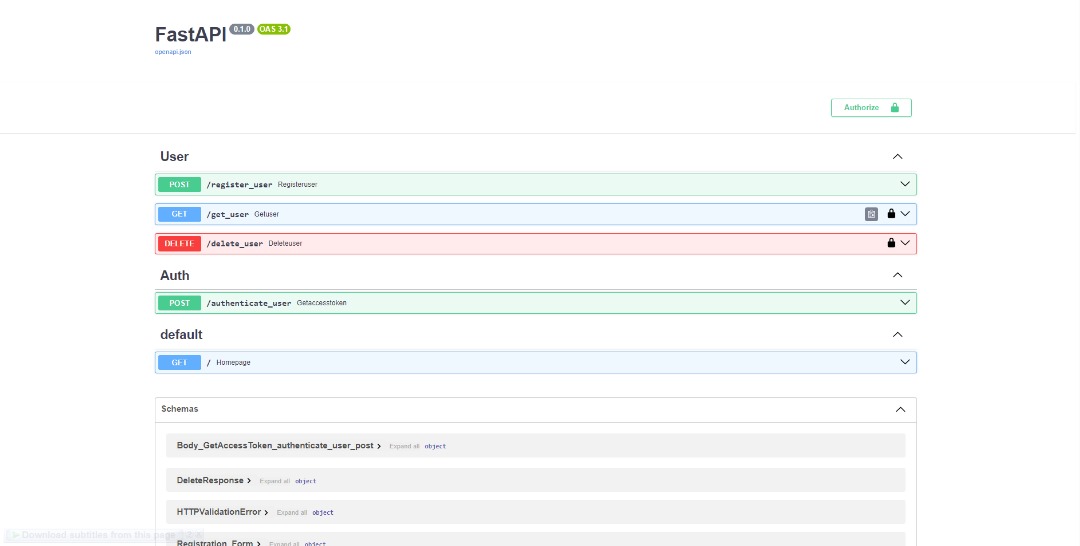 FastAPI 0.1.0 OAS 3.1
openapi.json
Authorize
User
POST /register_user Registeruser
GET /get_user Getuser
DELETE /delete_user Deleteuser
Auth
POST /authenticate_user Getaccesstoken
default
GET / Homepage
Schemas
Body_GetAccessToken_authenticate_user_post Expand all object
DeleteResponse Expand all object
HTTPValidationError Expand all object
Download subtitles from this page
Registration_Form Expand all object